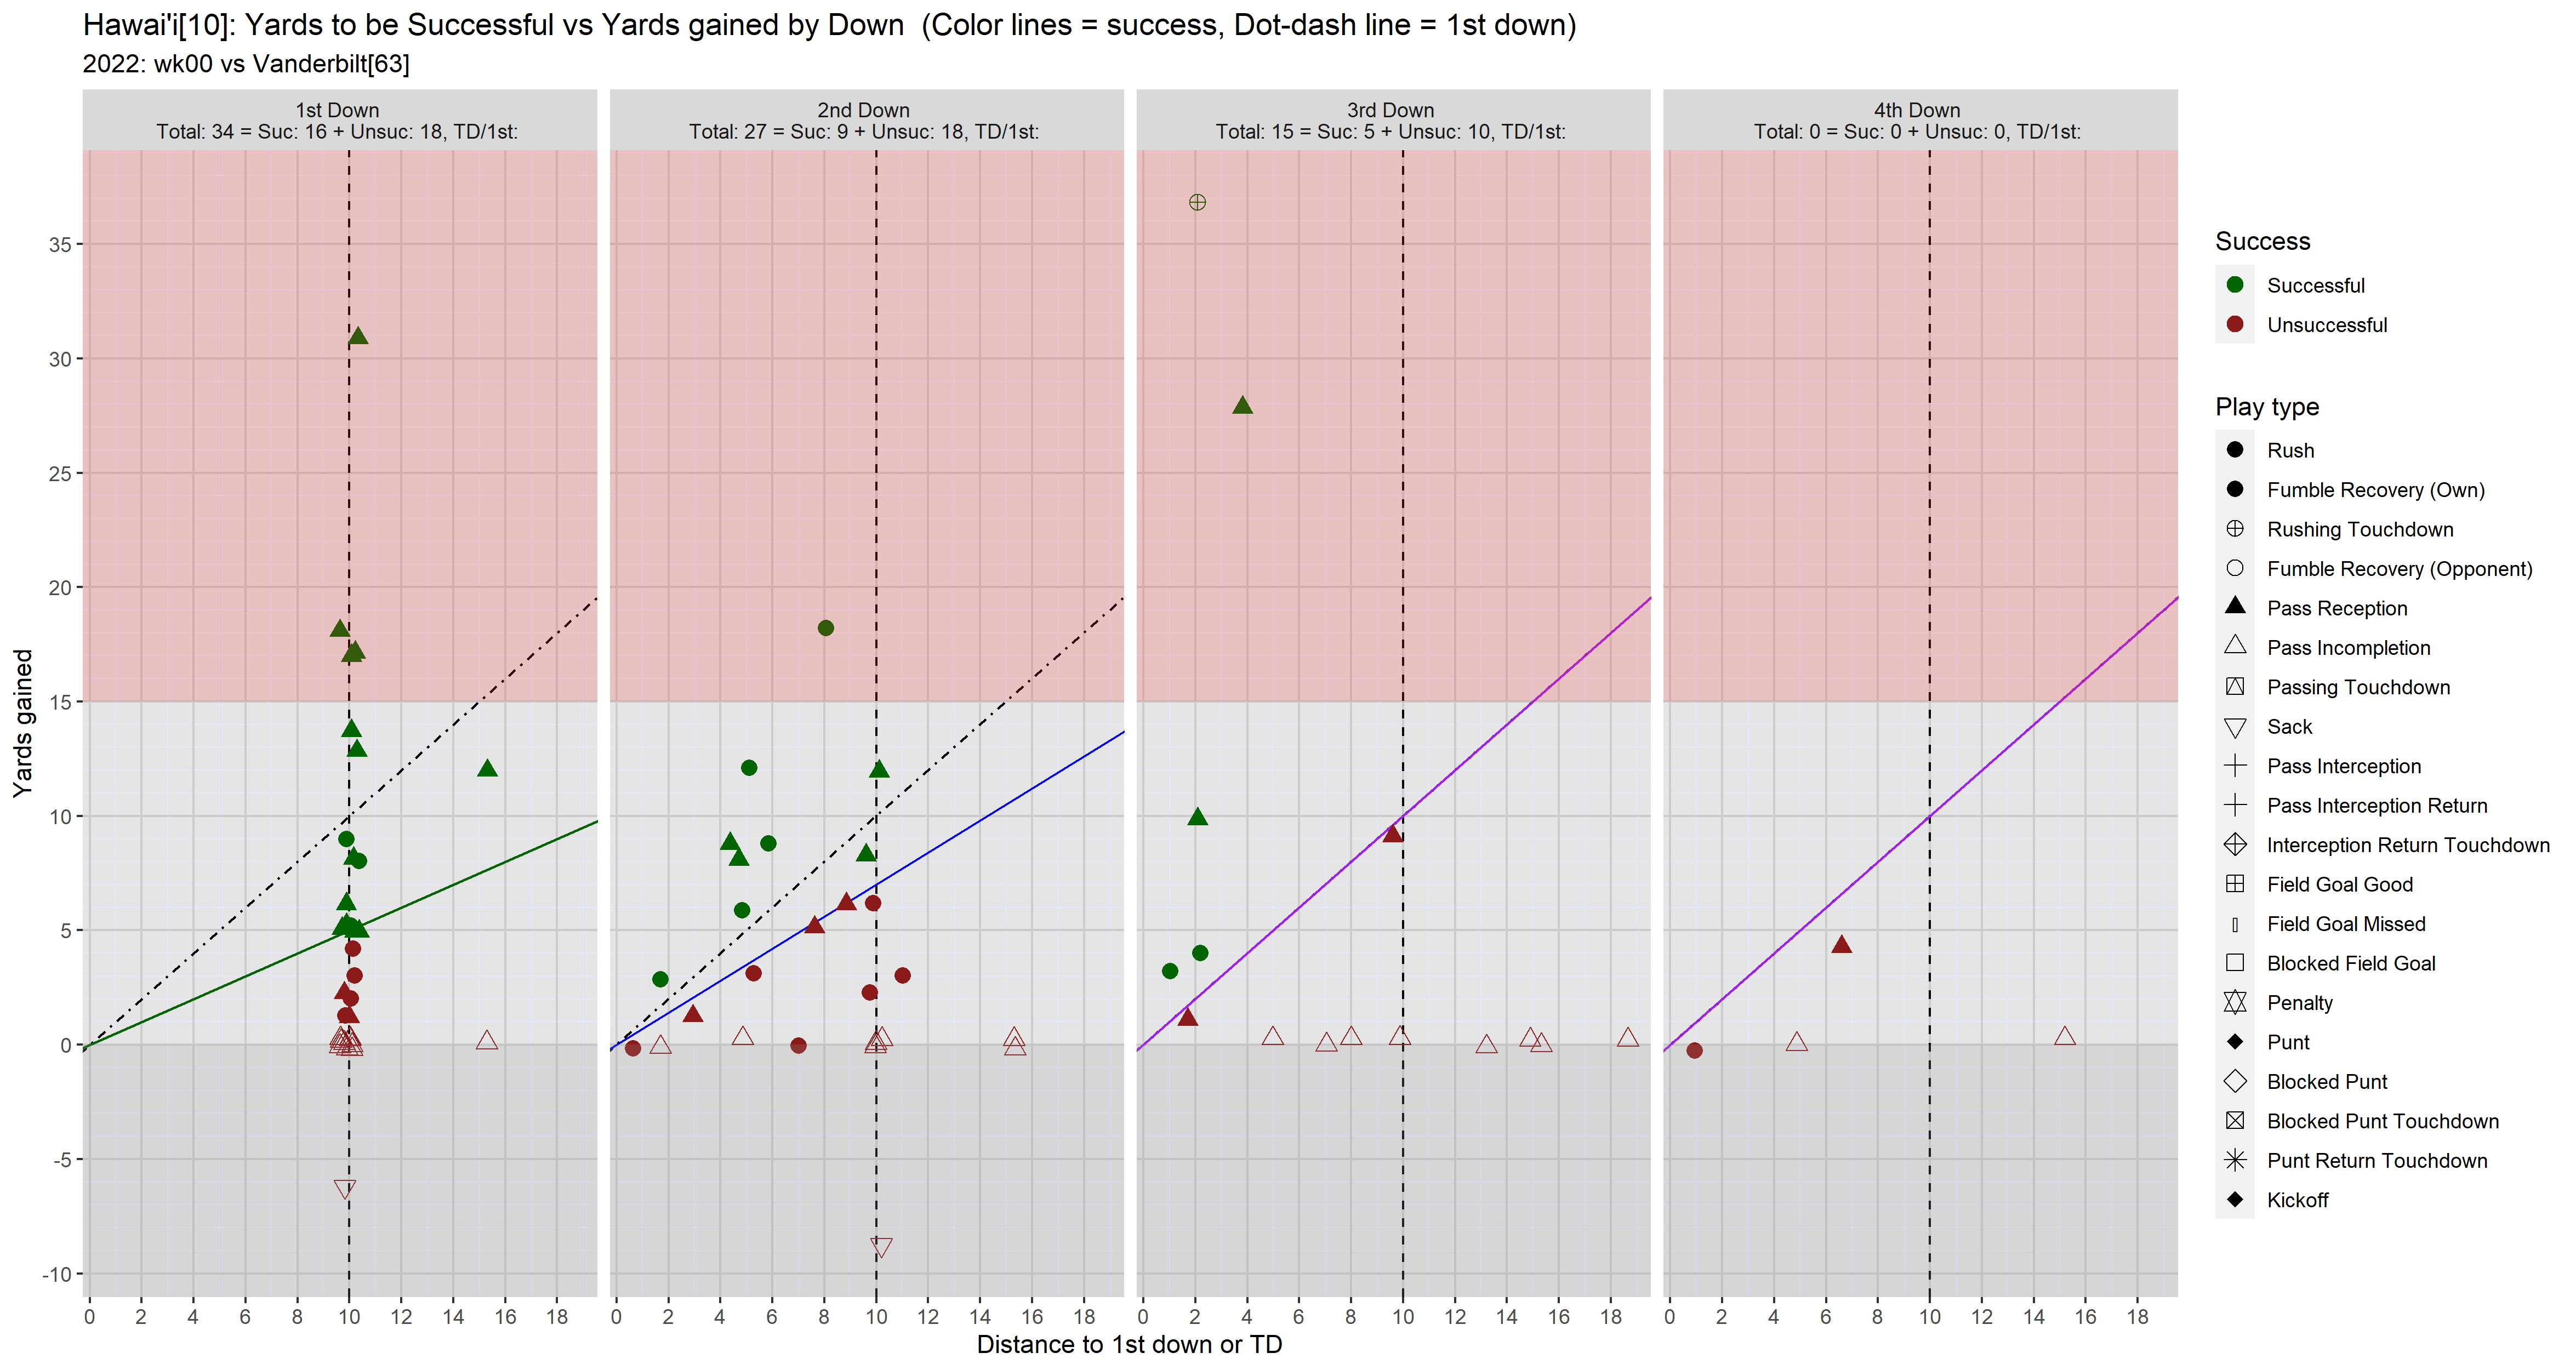 Hawai'i[10]: Yards to be Successful vs Yards gained by Down  (Color lines = success, Dot-dash line = 1st down)
2022: wk00 vs Vanderbilt[63]
1st Down
Total: 34 = Suc: 16 + Unsuc: 18, TD/1st:
2nd Down
Total: 27 = Suc: 9 + Unsuc: 18, TD/1st:
3rd Down
Total: 15 = Suc: 5 + Unsuc: 10, TD/1st:
4th Down
Total: 0 = Suc: 0 + Unsuc: 0, TD/1st:
Yards gained
35
30
25
20
15
10
5
0
-5
-10
0 2 4 6 8 10 12 14 16 18
0 2 4 6 8 10 12 14 16 18
0 2 4 6 8 10 12 14 16 18
0 2 4 6 8 10 12 14 16 18
Distance to 1st down or TD
Success
Successful
Unsuccessful
Play type
Rush
Fumble Recovery (Own)
Rushing Touchdown
Fumble Recovery (Opponent)
Pass Reception
Pass Incompletion
Passing Touchdown
Sack
Pass Interception
Pass Interception Return
Interception Return Touchdown
Field Goal Good
Field Goal Missed
Blocked Field Goal
Penalty
Punt
Blocked Punt
Blocked Punt Touchdown
Punt Return Touchdown
Kickoff